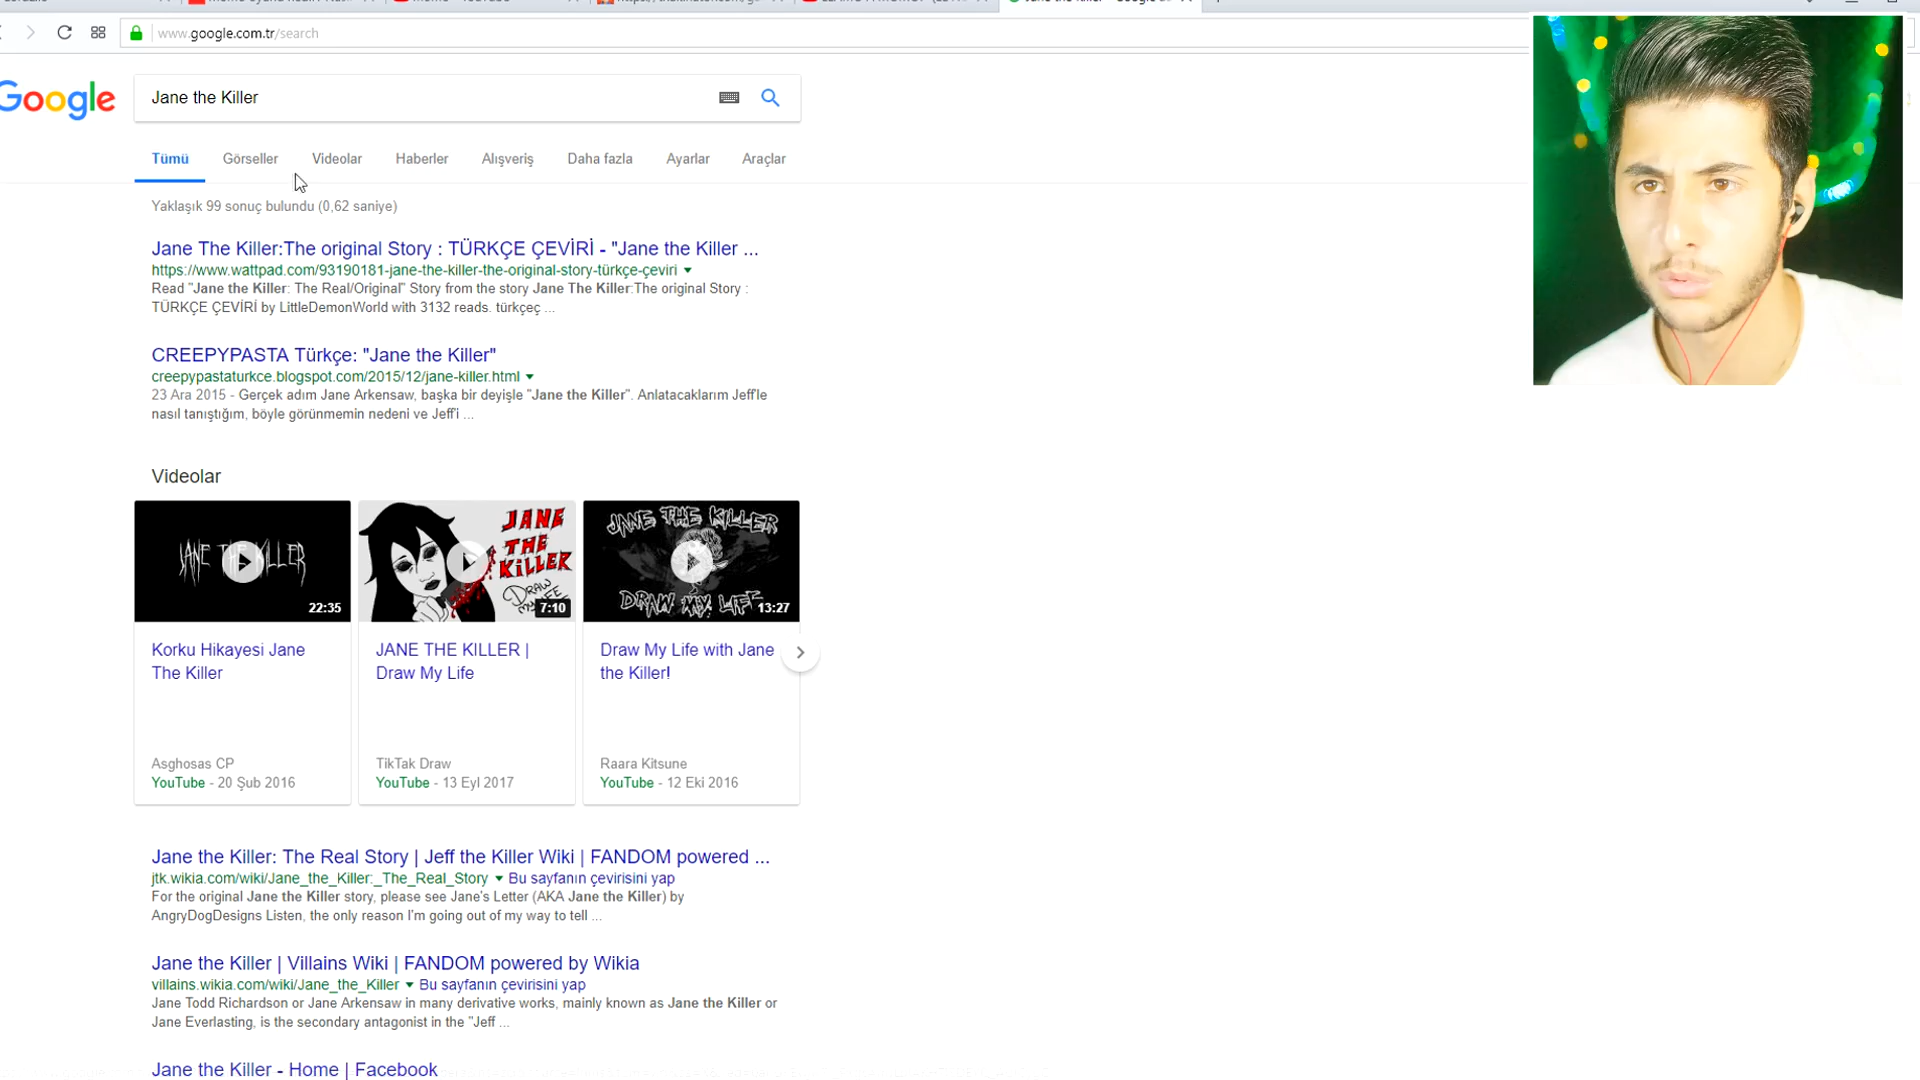 www.google.com.tr/search
Google
Jane the Killer
Tümü Görseller Videolar Haberler Alışveriş Daha fazla Ayarlar Araçlar
Yaklaşık 99 sonuç bulundu (0,62 saniye)
Jane The Killer:The original Story : TÜRKÇE ÇEVİRİ - "Jane the Killer ...
https://www.wattpad.com/93190181-jane-the-killer-the-original-story-türkçe-çeviri
Read "Jane the Killer: The Real/Original" Story from the story Jane The Killer:The original Story :
TÜRKÇE ÇEVİRİ by LittleDemonWorld with 3132 reads. türkçeç ...
CREEPYPASTA Türkçe: "Jane the Killer"
creepypastaturkce.blogspot.com/2015/12/jane-killer.html
23 Ara 2015 - Gerçek adım Jane Arkensaw, başka bir deyişle "Jane the Killer". Anlatacaklarım Jeff'le
nasıl tanıştığım, böyle görünmemin nedeni ve Jeff'i ...
Videolar
JANE THE KILLER
22:35
JANE
THE
KILLER
DRAW
MY LIFE
7:10
JANE THE KILLER
DRAW MY LIFE
13:27
Korku Hikayesi Jane
The Killer
Asghosas CP
YouTube - 20 Şub 2016
JANE THE KILLER |
Draw My Life
TikTak Draw
YouTube - 13 Eyl 2017
Draw My Life with Jane
the Killer!
Raara Kitsune
YouTube - 12 Eki 2016
Jane the Killer: The Real Story | Jeff the Killer Wiki | FANDOM powered ...
jtk.wikia.com/wiki/Jane_the_Killer:_The_Real_Story Bu sayfanın çevirisini yap
For the original Jane the Killer story, please see Jane's Letter (AKA Jane the Killer) by
AngryDogDesigns Listen, the only reason I'm going out of my way to tell ...
Jane the Killer | Villains Wiki | FANDOM powered by Wikia
villains.wikia.com/wiki/Jane_the_Killer Bu sayfanın çevirisini yap
Jane Todd Richardson or Jane Arkensaw in many derivative works, mainly known as Jane the Killer or
Jane Everlasting, is the secondary antagonist in the "Jeff ...
Jane the Killer - Home | Facebook